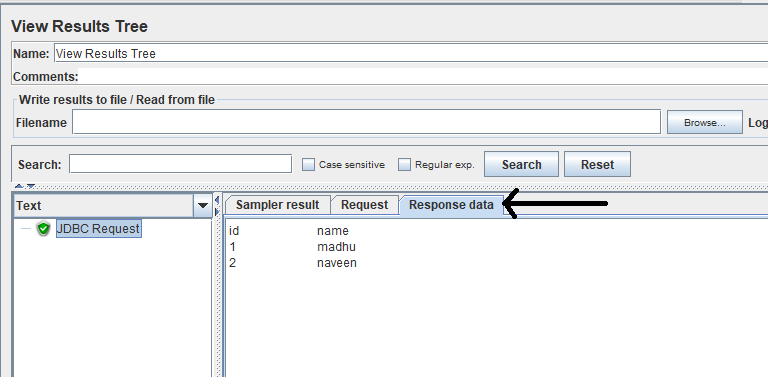 View Results Tree
Name: View Results Tree
Comments:
Write results to file / Read from file
Filename Browse... Log
Search: Case sensitive Regular exp. Search Reset
Text Sampler result Request Response data
JDBC Request
id name
1 madhu
2 naveen